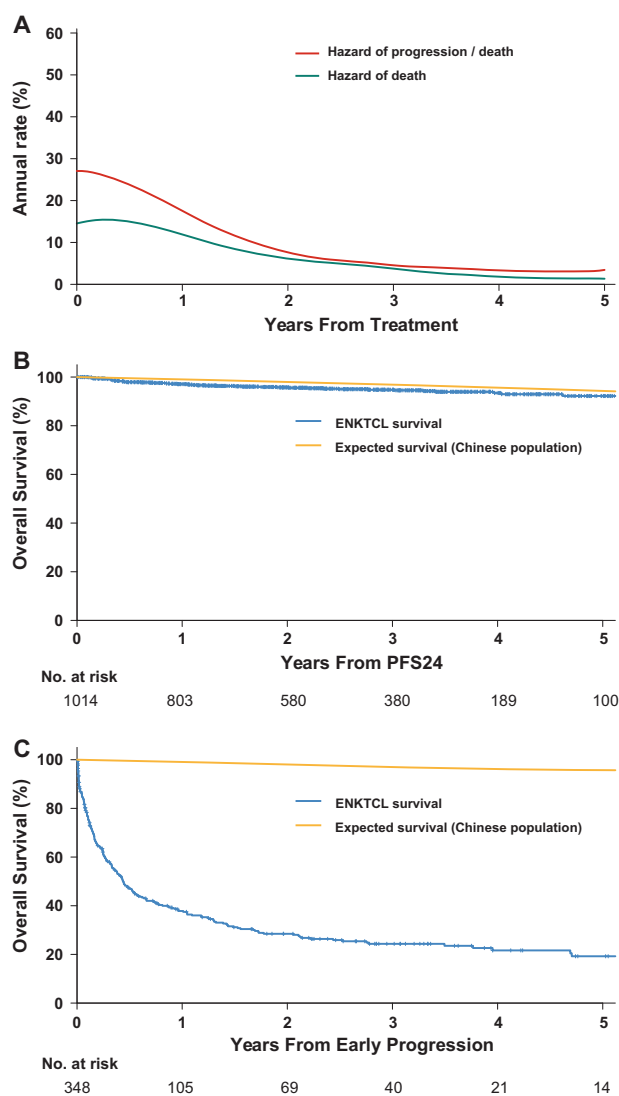 A
60
50
40
30
20
10
0
Annual rate (%)
Hazard of progression / death
Hazard of death
0 1 2 3 4 5
Years From Treatment
B
100
80
60
40
20
0
Overall Survival (%)
ENKTCL survival
Expected survival (Chinese population)
0 1 2 3 4 5
Years From PFS24
No. at risk
1014 803 580 380 189 100
C
100
80
60
40
20
0
Overall Survival (%)
ENKTCL survival
Expected survival (Chinese population)
0 1 2 3 4 5
Years From Early Progression
No. at risk
348 105 69 40 21 14